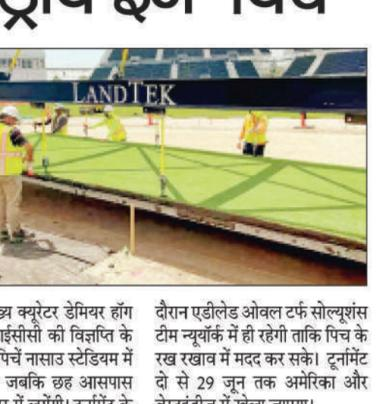 LANDTEK
क्यूरेटर डेमियर हॉग
ईसीसी की विज्ञप्ति के
पिचें नासाउ स्टेडियम में
जबकि छह आसपास
दौरान एडीलेड ओवल टर्फ सोल्यूशंस
टीम न्यूयॉर्क में ही रहेगी ताकि पिच के
रख रखाव में मदद कर सके। टूर्नामेंट
दो से 29 जून तक अमेरिका और